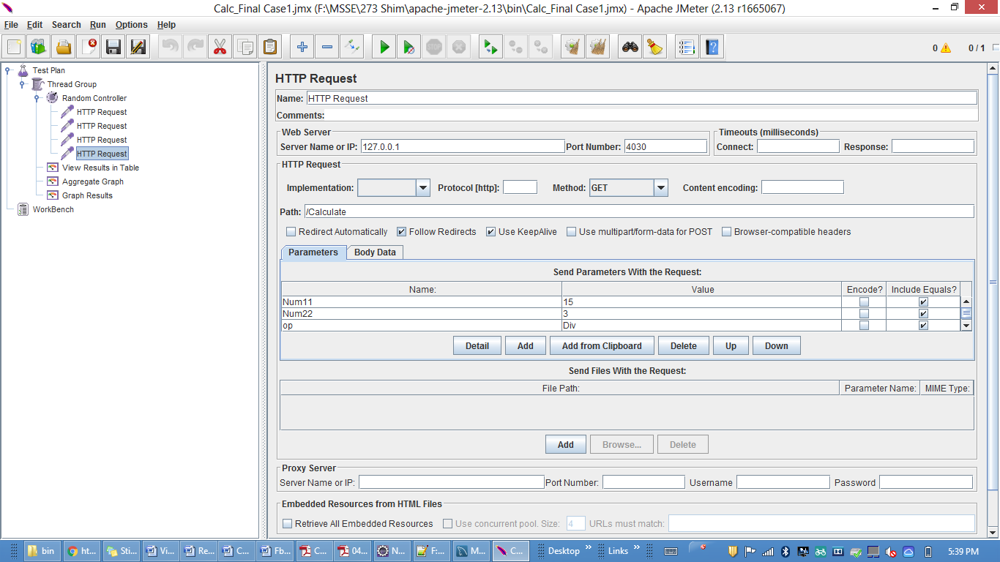 Calc_Final Case1.jmx (F:\MSSE\273 Shim\apache-jmeter-2.13\bin\Calc_Final Case1.jmx) - Apache JMeter (2.13 r1665067)
File Edit Search Run Options Help
0 0 / 1
Test Plan
Thread Group
Random Controller
HTTP Request
HTTP Request
HTTP Request
HTTP Request
View Results in Table
Aggregate Graph
Graph Results
WorkBench
HTTP Request
Name: HTTP Request
Comments:
Web Server
Server Name or IP: 127.0.0.1 Port Number: 4030
Timeouts (milliseconds)
Connect: Response:
HTTP Request
Implementation: Protocol [http]: Method: GET Content encoding:
Path: /Calculate
Redirect Automatically Follow Redirects Use KeepAlive Use multipart/form-data for POST Browser-compatible headers
Parameters Body Data
Send Parameters With the Request:
Name: Value Encode? Include Equals?
Num11 15
Num22 3
op Div
Detail Add Add from Clipboard Delete Up Down
Send Files With the Request:
File Path: Parameter Name: MIME Type:
Add Browse... Delete
Proxy Server
Server Name or IP: Port Number: Username Password
Embedded Resources from HTML Files
Retrieve All Embedded Resources Use concurrent pool. Size: 4 URLs must match:
bin ht... Sti... Vi... Re... C... Fb... C... 04... N... F:... M... C... Desktop » Links » 5:39 PM